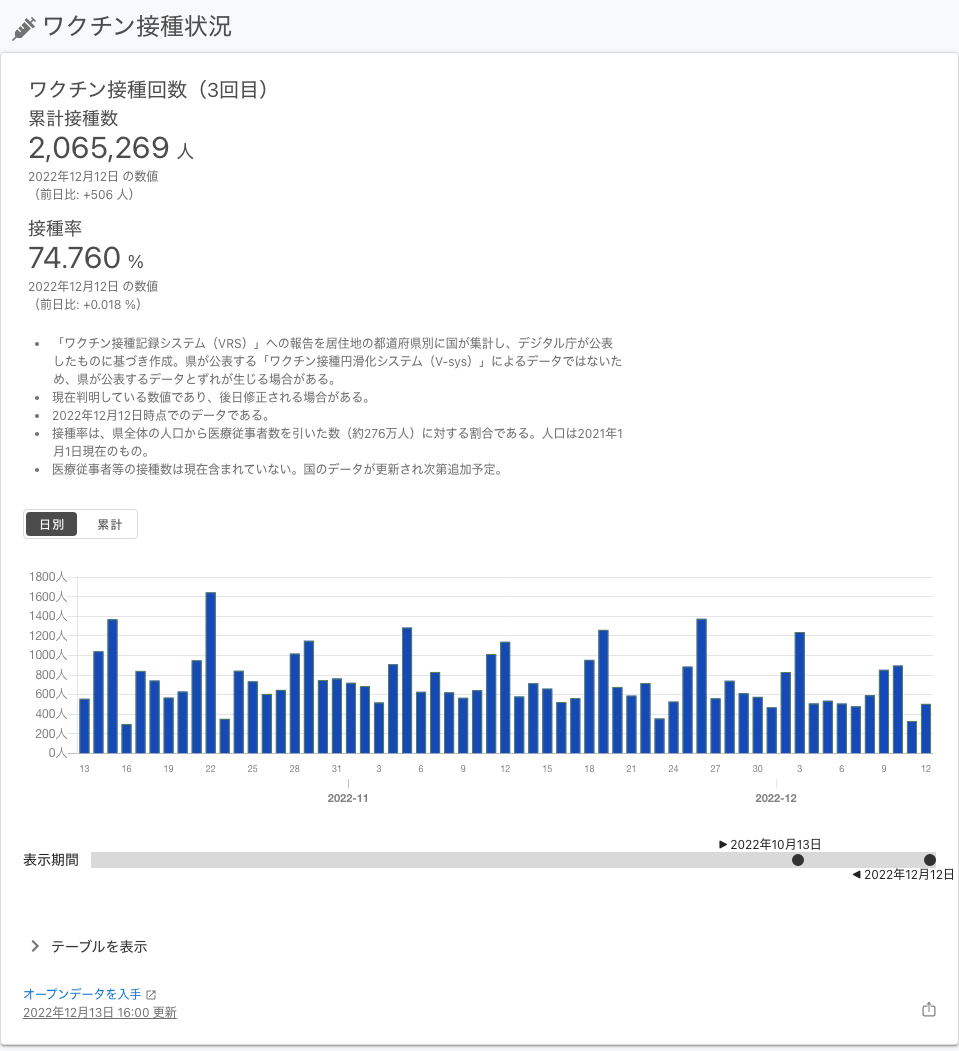 ワクチン接種状況
ワクチン接種回数（3回目）
累計接種数
2,065,269 人
2022年12月12日 の数値
（前日比: +506 人）
接種率
74.760 %
2022年12月12日 の数値
（前日比: +0.018 %）
• 「ワクチン接種記録システム（VRS）」への報告を居住地の都道府県別に国が集計し、デジタル庁が公表
したものに基づき作成。県が公表する「ワクチン接種円滑化システム（V-sys）」によるデータではないた
め、県が公表するデータとずれが生じる場合がある。
• 現在判明している数値であり、後日修正される場合がある。
• 2022年12月12日時点でのデータである。
• 接種率は、県全体の人口から医療従事者数を引いた数（約276万人）に対する割合である。人口は2021年1
月1日現在のもの。
• 医療従事者等の接種数は現在含まれていない。国のデータが更新され次第追加予定。
日別 累計
1800人
1600人
1400人
1200人
1000人
800人
600人
400人
200人
0人
13 16 19 22 25 28 31 3 6 9 12 15 18 21 24 27 30 3 6 9 12
2022-11 2022-12
▶ 2022年10月13日
表示期間
◀ 2022年12月12日
テーブルを表示
オープンデータを入手
2022年12月13日 16:00 更新